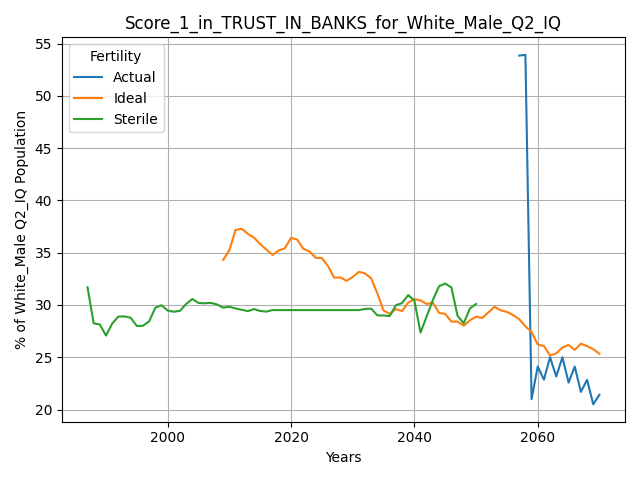 Score_1_in_TRUST_IN_BANKS_for_White_Male_Q2_IQ
% of White_Male Q2_IQ Population
55
50
45
40
35
30
25
20
Fertility
Actual
Ideal
Sterile
2000
2020
2040
2060
Years